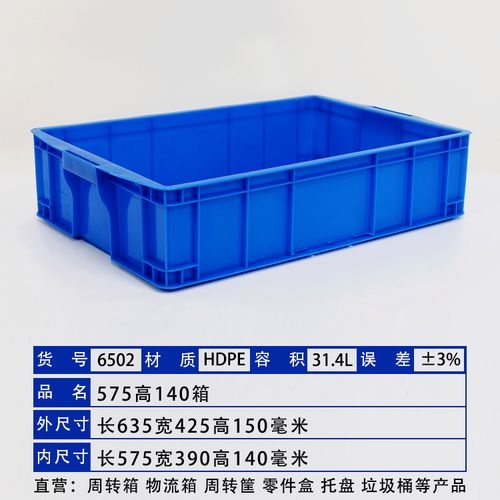 货号 6502 材质 HDPE 容积 31.4L 误差 ±3%
品名 575高140箱
外尺寸 长635宽425高150毫米
内尺寸 长575宽390高140毫米
直营：周转箱 物流箱 周转筐 零件盒 托盘 垃圾桶等产品